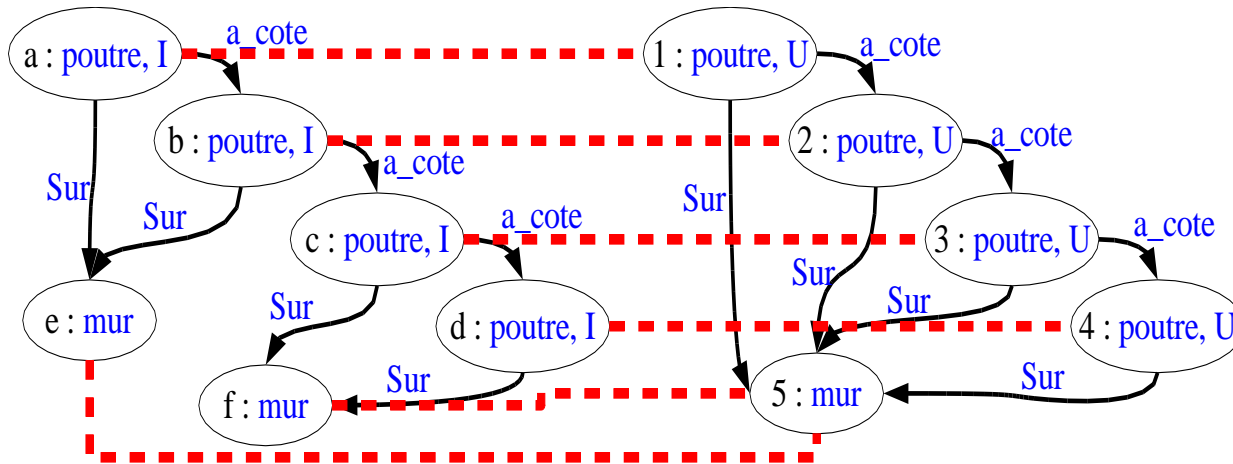 a : poutre, I
a_cote
1 : poutre, U
a_cote
b : poutre, I
a_cote
2 : poutre, U
a_cote
Sur
Sur
Sur
c : poutre, I
a_cote
3 : poutre, U
a_cote
Sur
Sur
Sur
e : mur
d : poutre, I
4 : poutre, U
Sur
Sur
f : mur
5 : mur